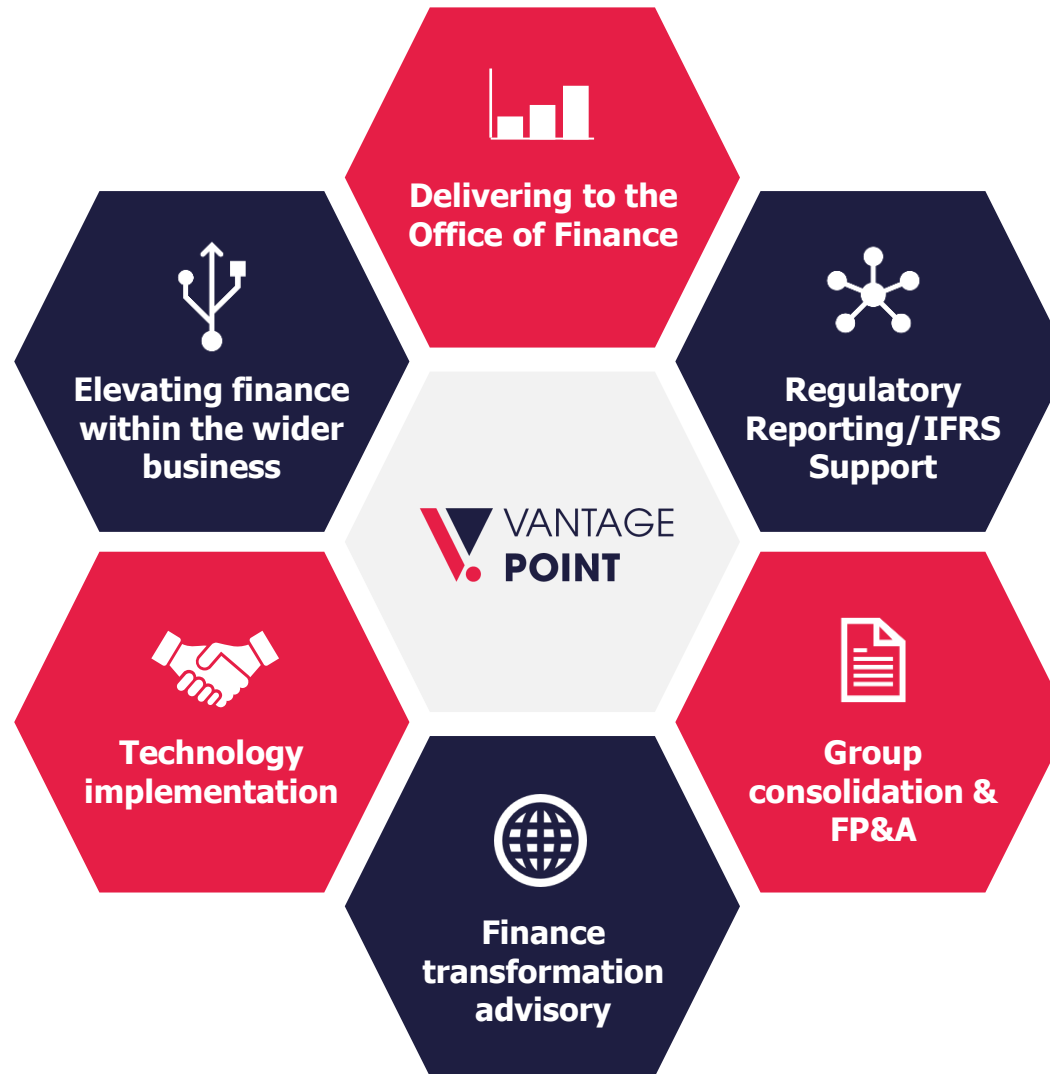 Delivering to the
Office of Finance
Elevating finance
within the wider
business
Regulatory
Reporting/IFRS
Support
VANTAGE
POINT
Technology
implementation
Group
consolidation &
FP&A
Finance
transformation
advisory